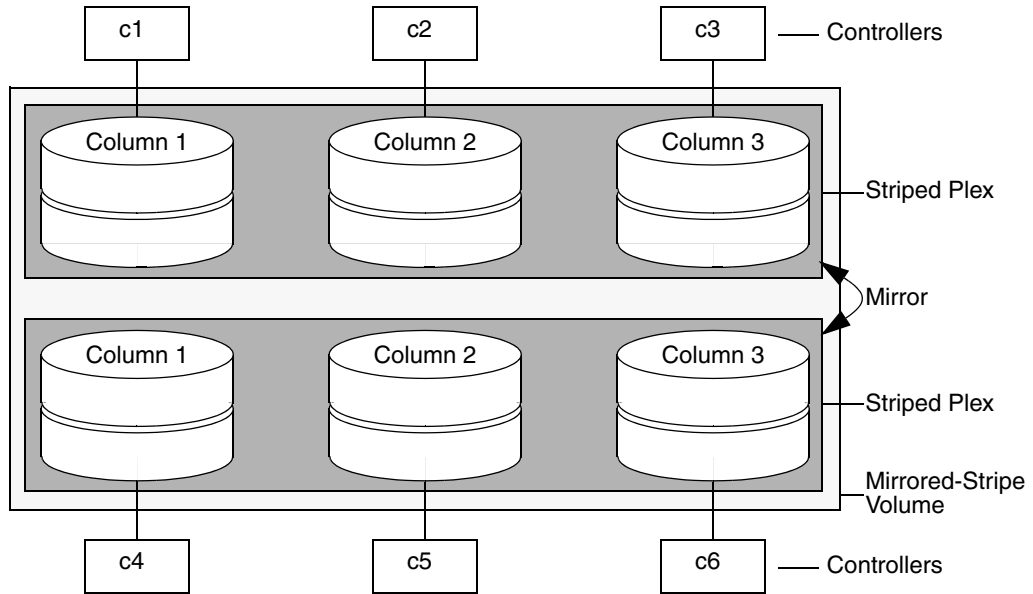 c1
c2
c3
Controllers
Column 1
Column 2
Column 3
Striped Plex
Mirror
Column 1
Column 2
Column 3
Striped Plex
Mirrored-Stripe
Volume
c4
c5
c6
Controllers